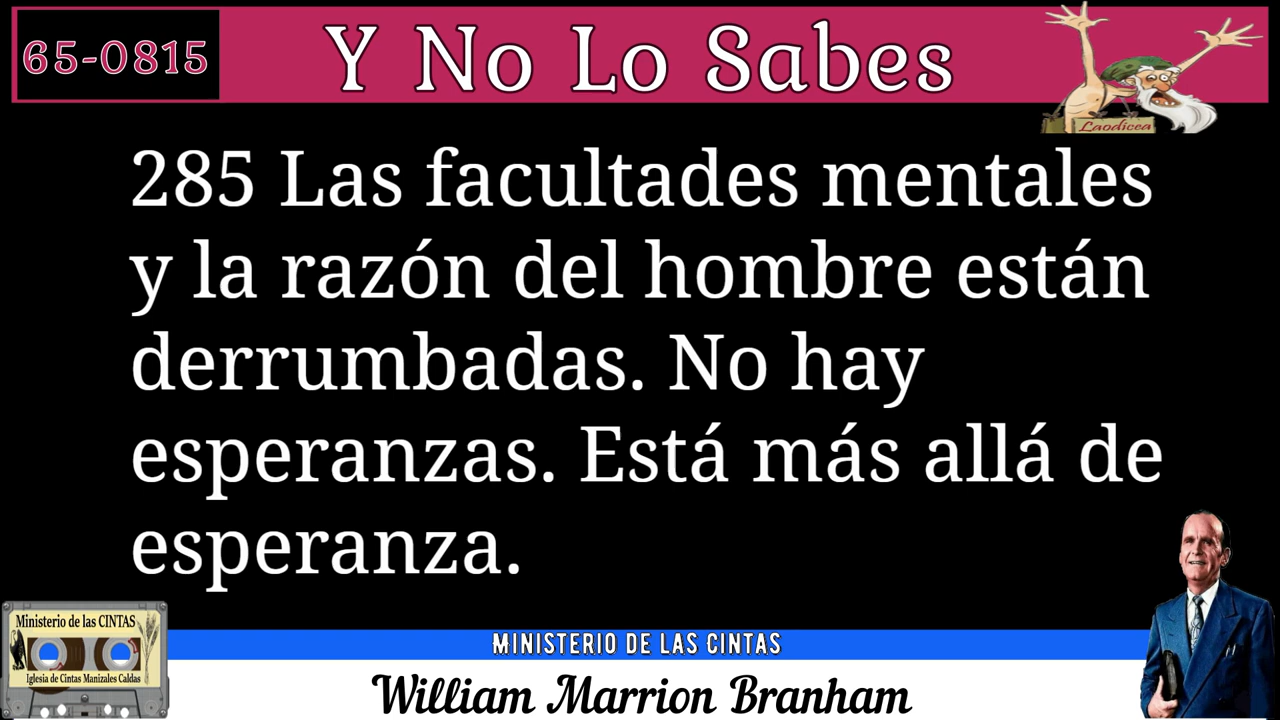 65-0815
Y No Lo Sabes
Laodicea
285 Las facultades mentales
y la razón del hombre están
derrumbadas. No hay
esperanzas. Está más allá de
esperanza.
Ministerio de las CINTAS
Iglesia de Cintas Manizales Caldas
MINISTERIO DE LAS CINTAS
William Marrion Branham